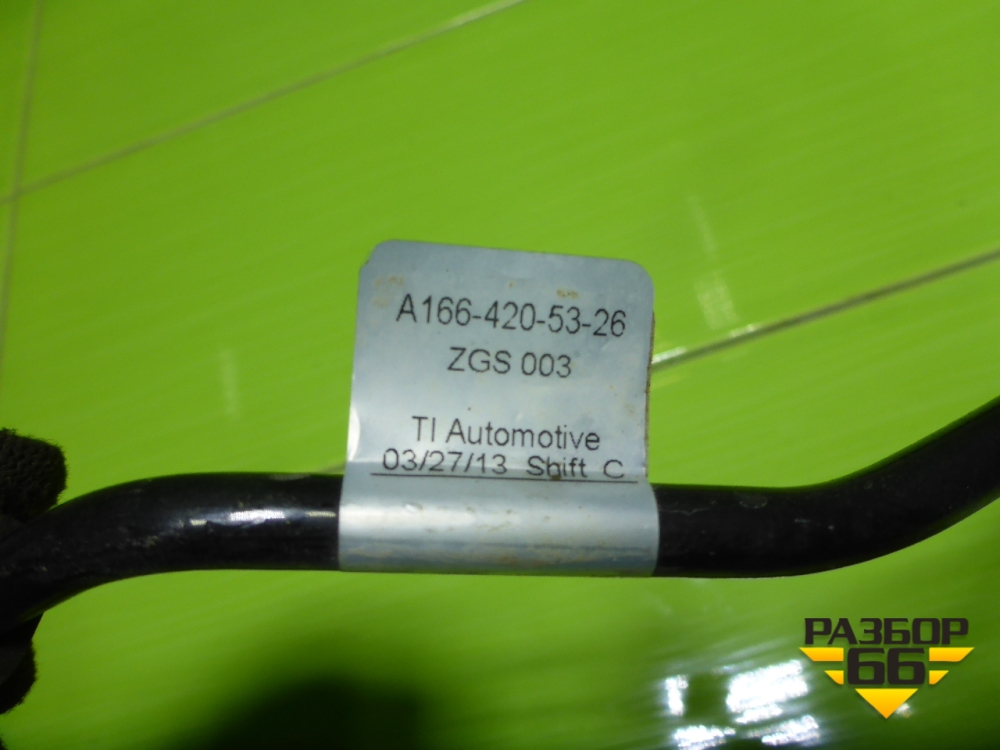 A166-420-53-26
ZGS 003
TI Automotive
03/27/13 Shift C
РАЗБОР
66